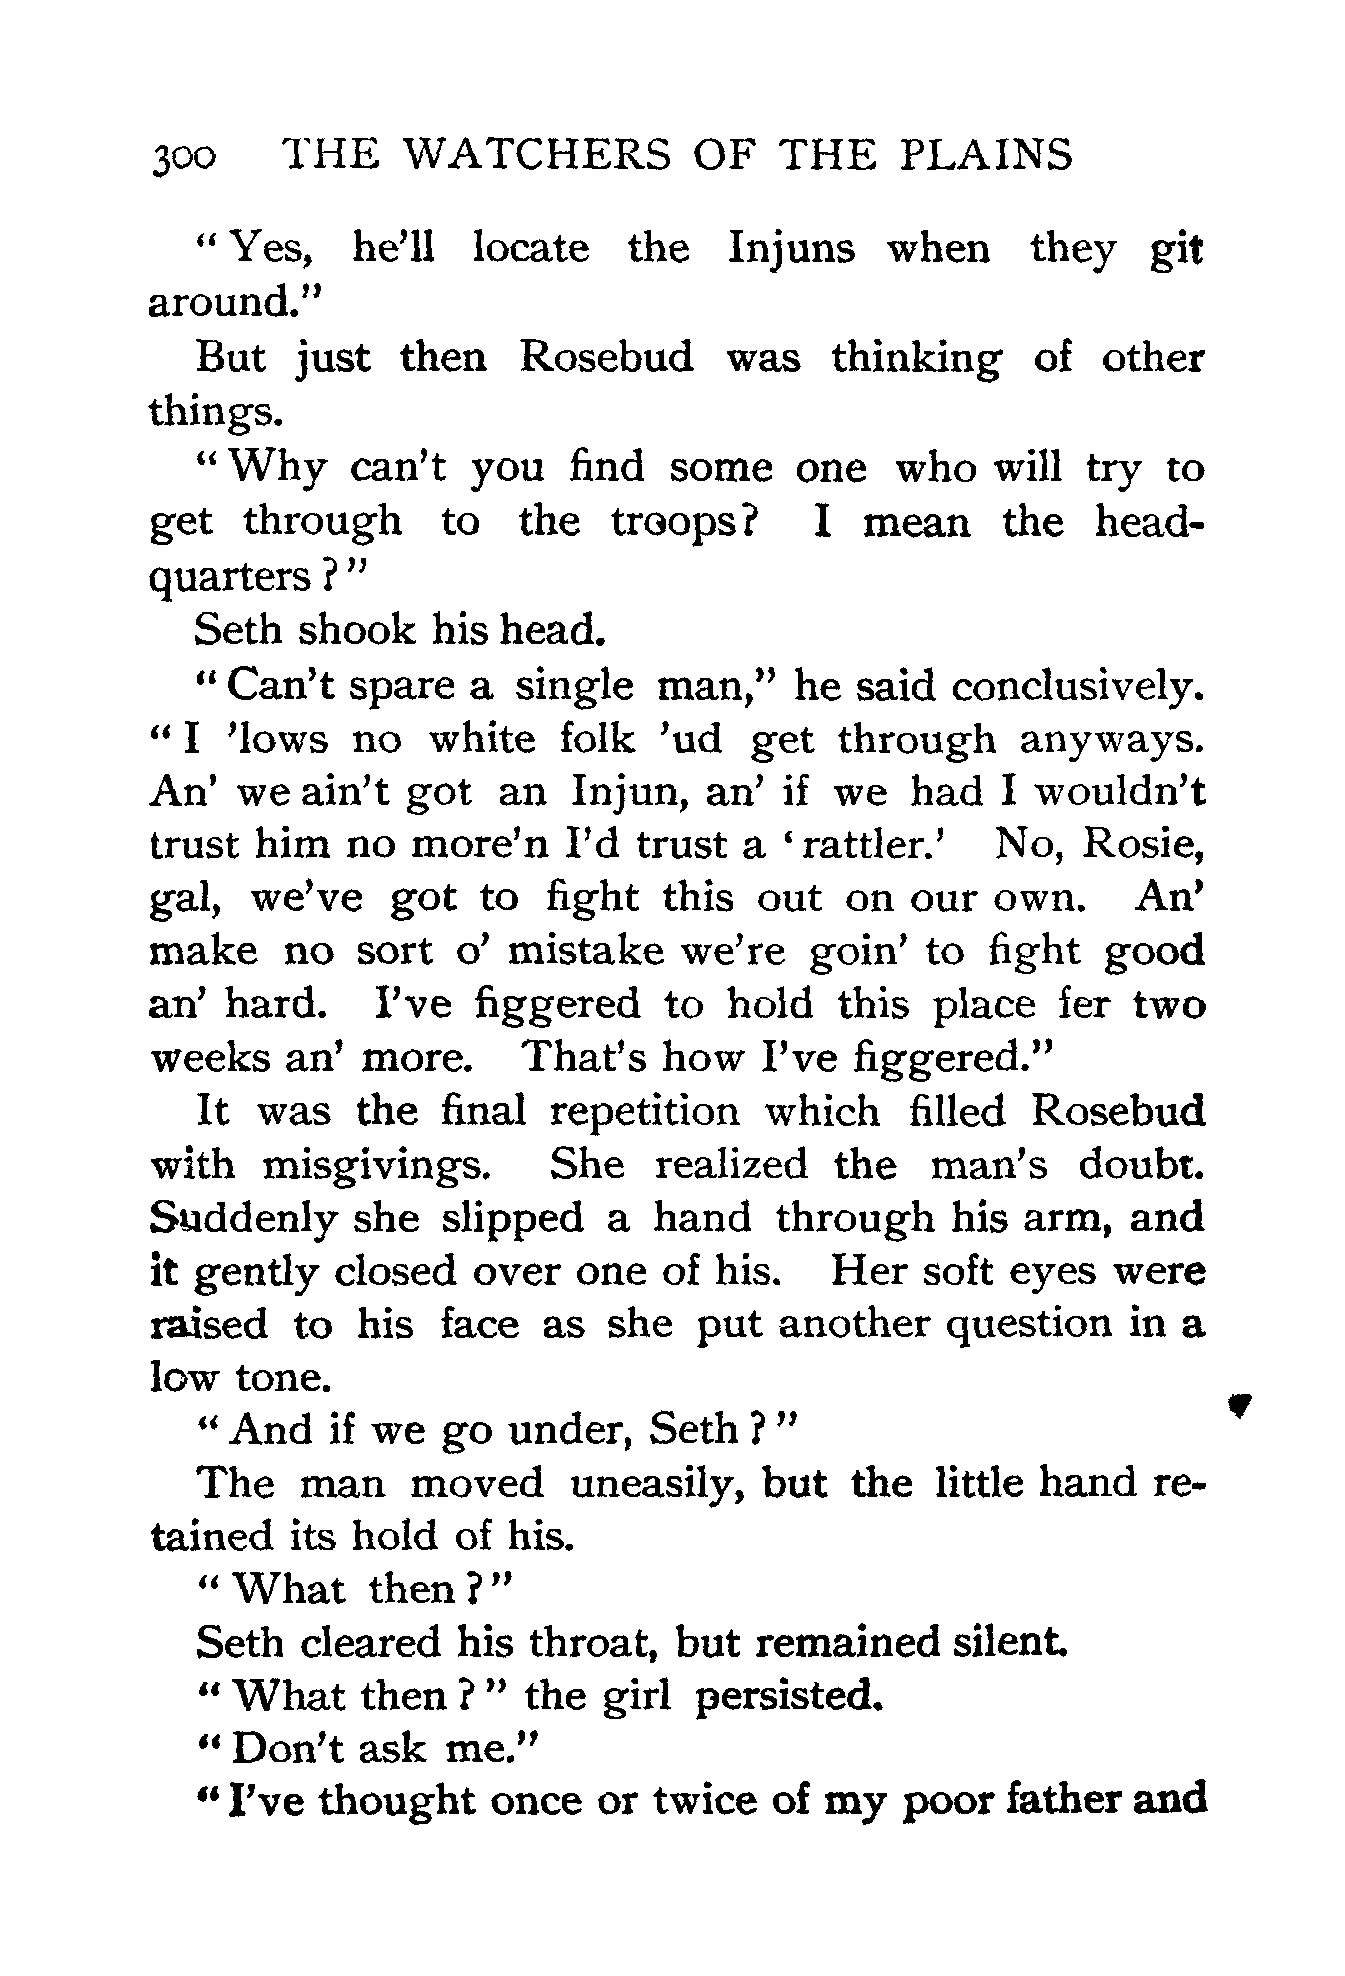 300 THE WATCHERS OF THE PLAINS
“ Yes, he’ll locate the Injuns when they git
around.”
But just then Rosebud was thinking of other
things.
“ Why can’t you find some one who will try to
get through to the troops? I mean the head-
quarters ? ”
Seth shook his head.
“ Can’t spare a single man,” he said conclusively.
“ I ’lows no white folk ’ud get through anyways.
An’ we ain’t got an Injun, an’ if we had I wouldn’t
trust him no more’n I’d trust a ‘ rattler.’ No, Rosie,
gal, we’ve got to fight this out on our own. An’
make no sort o’ mistake we’re goin’ to fight good
an’ hard. I’ve figgered to hold this place fer two
weeks an’ more. That’s how I’ve figgered.”
It was the final repetition which filled Rosebud
with misgivings. She realized the man’s doubt.
Suddenly she slipped a hand through his arm, and
it gently closed over one of his. Her soft eyes were
raised to his face as she put another question in a
low tone.
“ And if we go under, Seth ? ”
The man moved uneasily, but the little hand re-
tained its hold of his.
“ What then ? ”
Seth cleared his throat, but remained silent.
“ What then ? ” the girl persisted.
“ Don’t ask me.”
“ I’ve thought once or twice of my poor father and